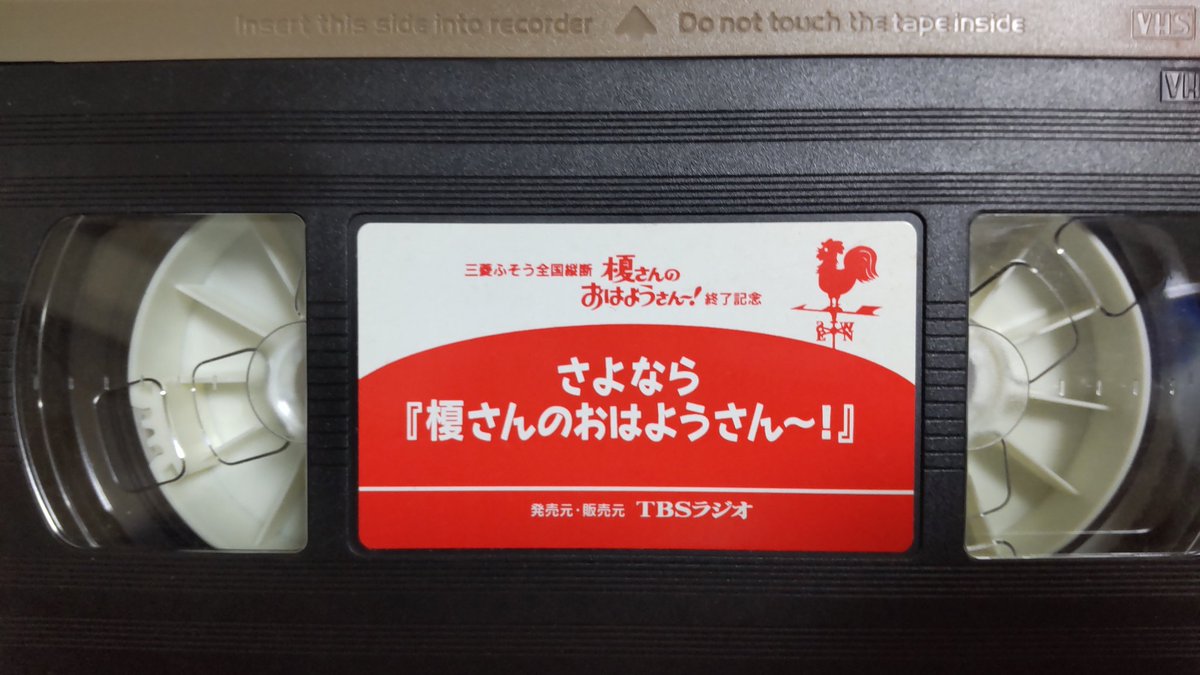 Insert this side into recorder
Do not touch the tape inside
VHS
三菱ふそう全国縦断 榎さんの
おはようさん〜! 終了記念
E N
さよなら
『榎さんのおはようさん〜!』
発売元・販売元 TBSラジオ